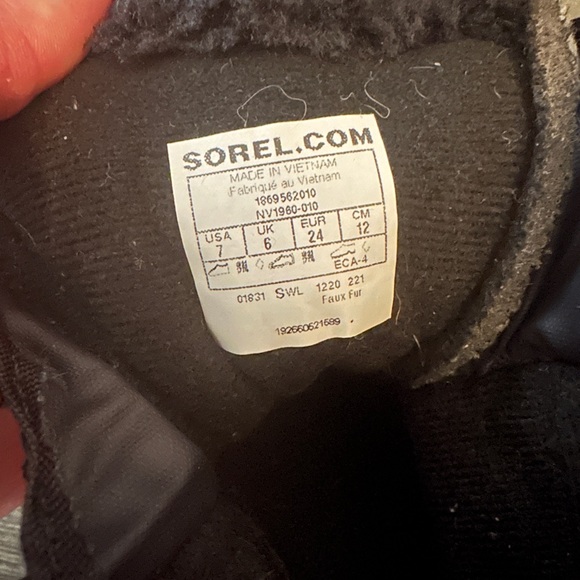 SOREL.COM
MADE IN VIETNAM
Fabriqué au Vietnam
1869562010
NV1960-010
USA UK EUR CM
7 6 24 12
ECA-4
01831 SWL 1220 221
Faux Fur
192660521689